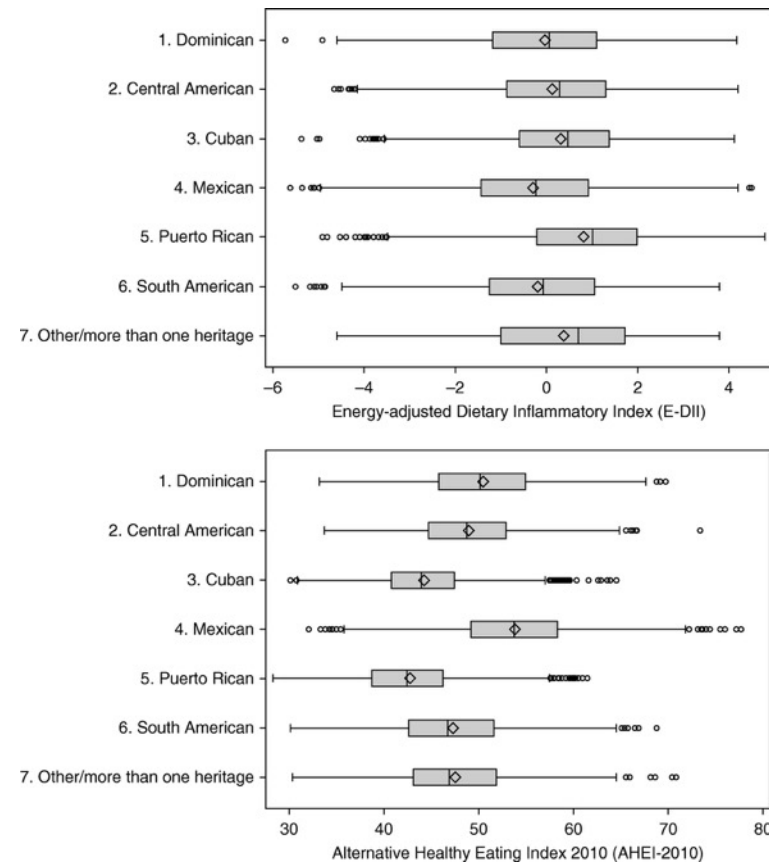 1. Dominican
2. Central American
3. Cuban
4. Mexican
5. Puerto Rican
6. South American
7. Other/more than one heritage
−6 −4 −2 0 2 4
Energy-adjusted Dietary Inflammatory Index (E-DII)
1. Dominican
2. Central American
3. Cuban
4. Mexican
5. Puerto Rican
6. South American
7. Other/more than one heritage
30 40 50 60 70 80
Alternative Healthy Eating Index 2010 (AHEI-2010)